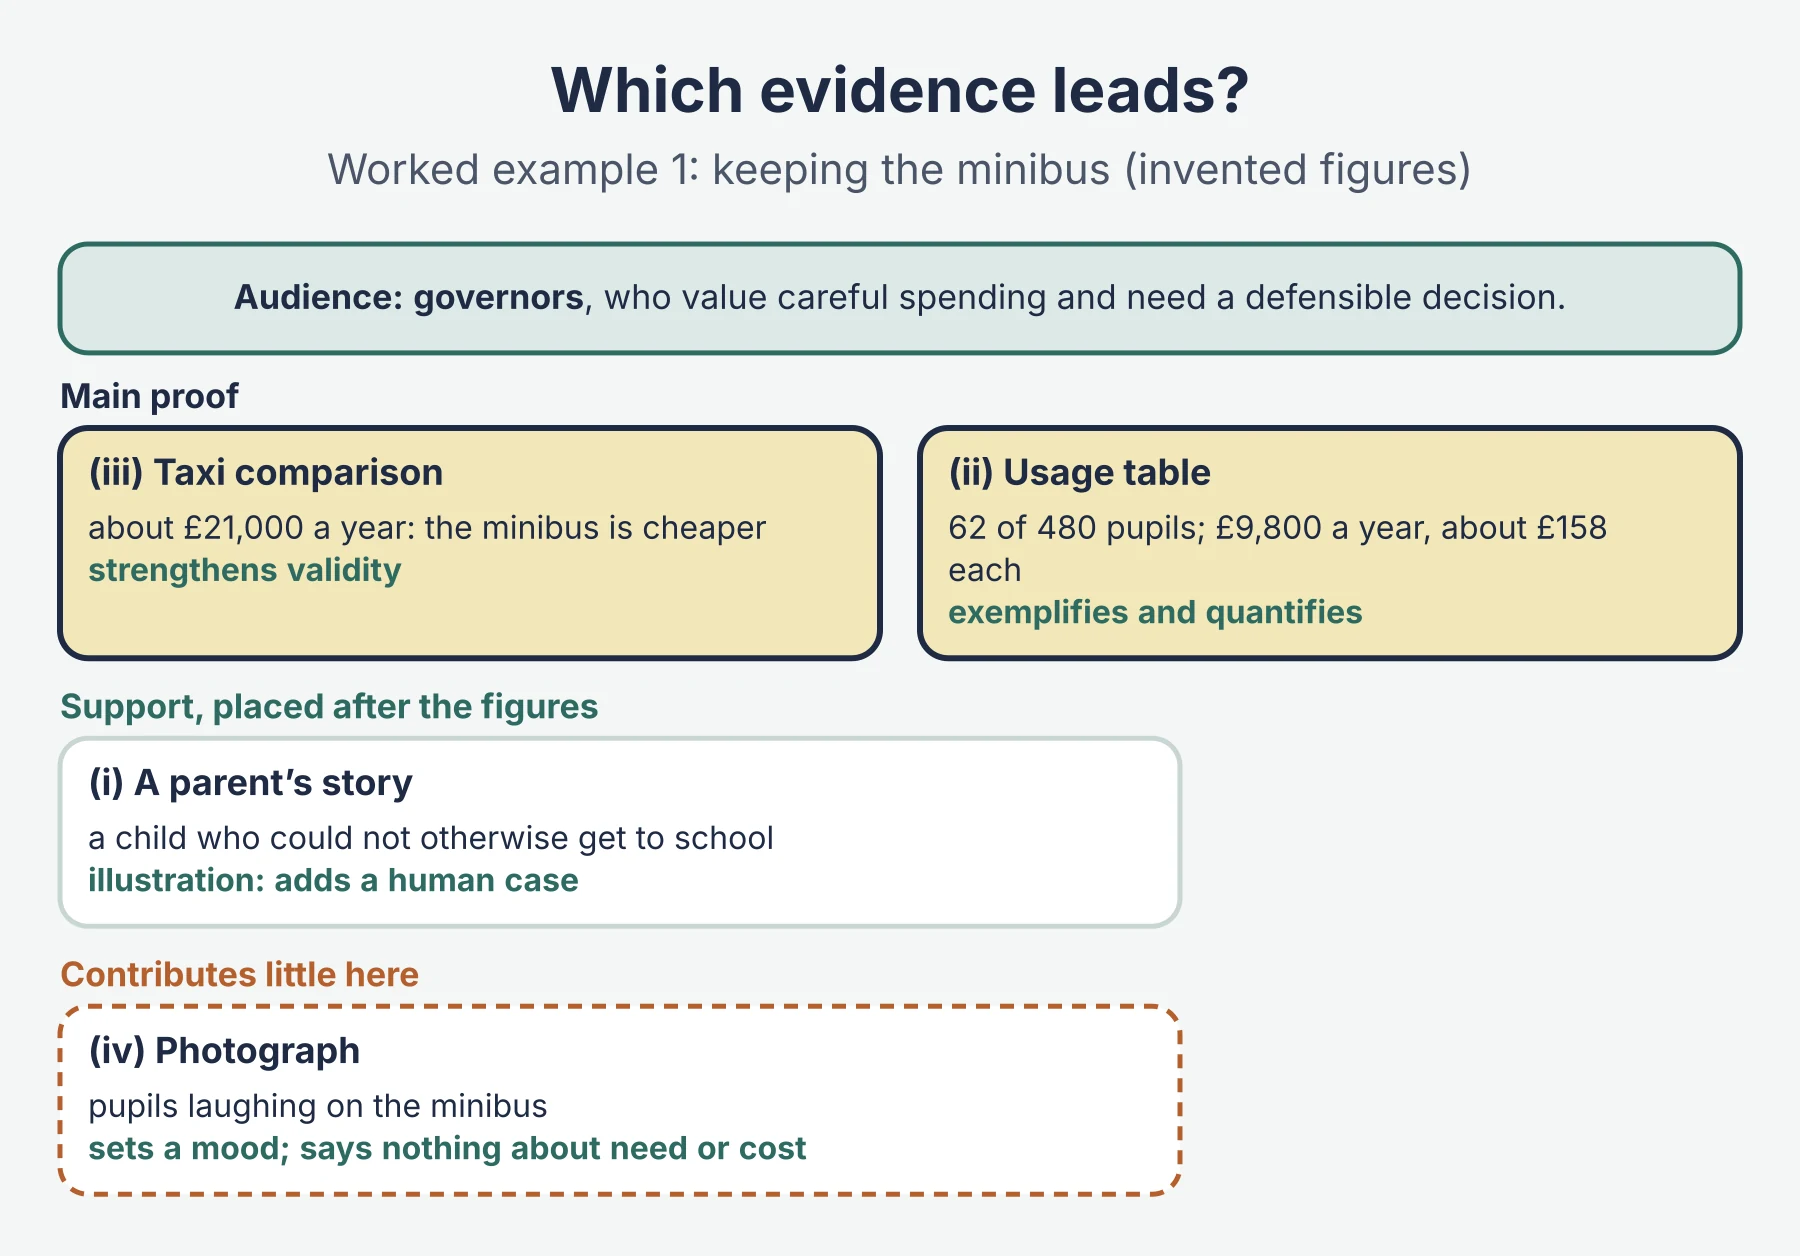 Which evidence leads?
Worked example 1: keeping the minibus (invented figures)
Audience: governors, who value careful spending and need a defensible decision.
Main proof
(iii) Taxi comparison
about £21,000 a year: the minibus is cheaper
strengthens validity
(ii) Usage table
62 of 480 pupils; £9,800 a year, about £158
each
exemplifies and quantifies
Support, placed after the figures
(i) A parent’s story
a child who could not otherwise get to school
illustration: adds a human case
Contributes little here
(iv) Photograph
pupils laughing on the minibus
sets a mood; says nothing about need or cost